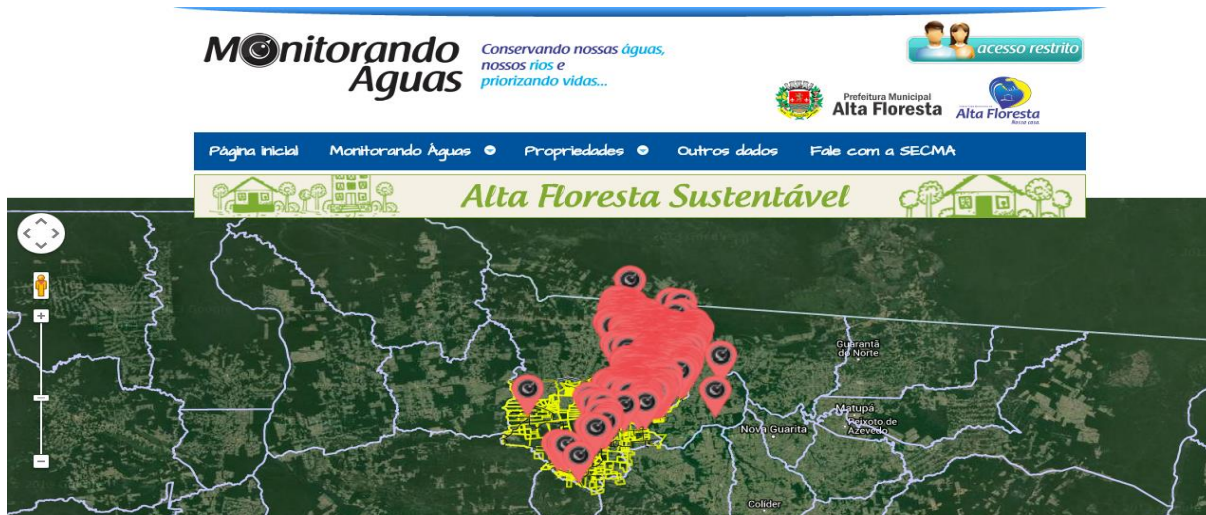 Monitorando
Águas
Conservando nossas águas,
nossos rios e
priorizando vidas...
acesso restrito
Prefeitura Municipal
Alta Floresta
Alta Floresta
Nossa casa.
Página inicial Monitorando Águas Propriedades Outros dados Fale com a SECMA
Alta Floresta Sustentável
Guarantã
do Norte
Matupá
Peixoto de
Azevedo
Nova Guarita
Colíder